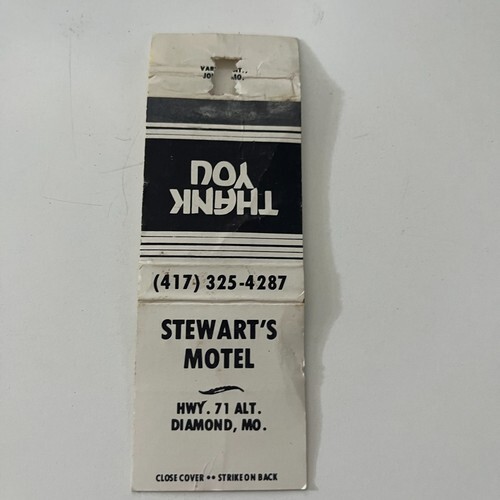 THANK
YOU
(417) 325-4287
STEWART'S
MOTEL
HWY. 71 ALT.
DIAMOND, MO.
CLOSE COVER •• STRIKE ON BACK